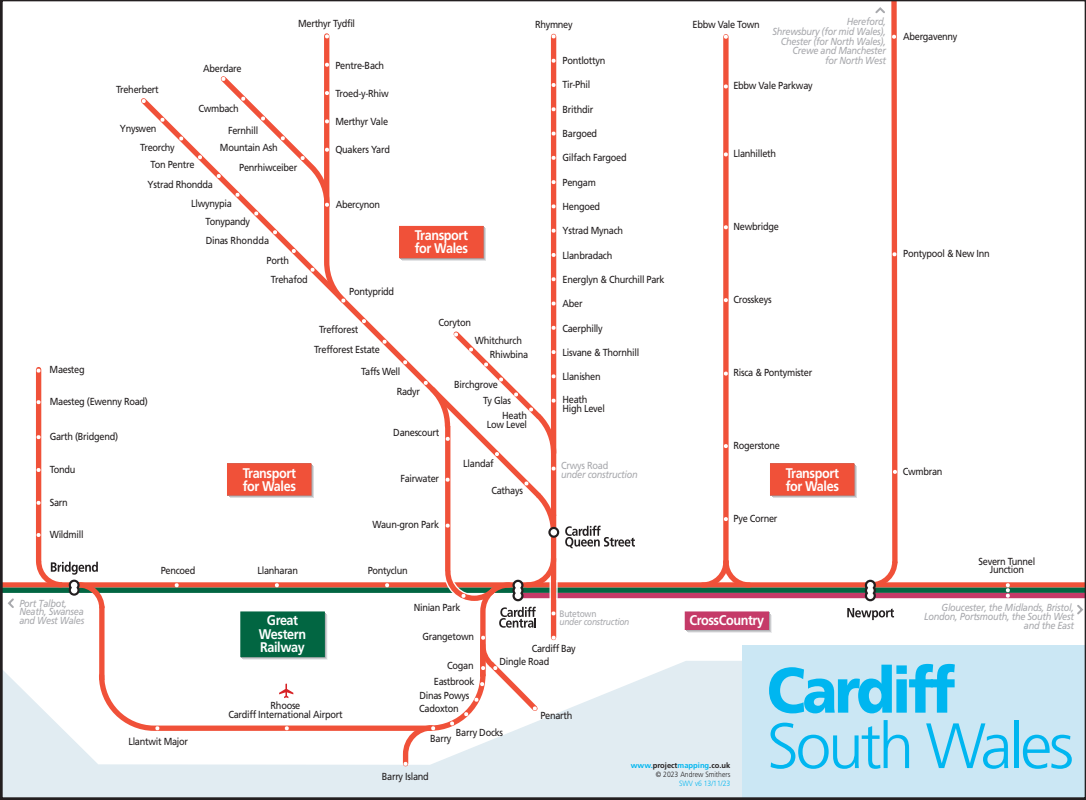 Merthyr Tydfil
Pentre-Bach
Troed-y-Rhiw
Merthyr Vale
Quakers Yard
Abercynon
Aberdare
Cwmbach
Fernhill
Mountain Ash
Penrhiwceiber
Treherbert
Ynyswen
Treorchy
Ton Pentre
Ystrad Rhondda
Llwynypia
Tonypandy
Dinas Rhondda
Porth
Trehafod
Pontypridd
Trefforest
Trefforest Estate
Taffs Well
Radyr
Danescourt
Fairwater
Waun-gron Park
Ninian Park
Llandaf
Cathays
Transport
for Wales
Rhymney
Pontlottyn
Tir-Phil
Brithdir
Bargoed
Gilfach Fargoed
Pengam
Hengoed
Ystrad Mynach
Llanbradach
Energlyn & Churchill Park
Aber
Caerphilly
Lisvane & Thornhill
Llanishen
Heath
High Level
Crwys Road
under construction
Cardiff
Queen Street
Coryton
Whitchurch
Rhiwbina
Birchgrove
Ty Glas
Heath
Low Level
Ebbw Vale Town
Ebbw Vale Parkway
Llanhilleth
Newbridge
Crosskeys
Risca & Pontymister
Rogerstone
Pye Corner
Hereford,
Shrewsbury (for mid Wales),
Chester (for North Wales),
Crewe and Manchester
for North West
Abergavenny
Pontypool & New Inn
Cwmbran
Transport
for Wales
Maesteg
Maesteg (Ewenny Road)
Garth (Bridgend)
Tondu
Sarn
Wildmill
Transport
for Wales
Bridgend
Pencoed
Llanharan
Pontyclun
Cardiff
Central
Newport
Severn Tunnel
Junction
Port Talbot,
Neath, Swansea
and West Wales
Great
Western
Railway
Butetown
under construction
Cardiff Bay
CrossCountry
Gloucester, the Midlands, Bristol,
London, Portsmouth, the South West
and the East
Grangetown
Cogan
Dingle Road
Penarth
Eastbrook
Dinas Powys
Cadoxton
Barry Docks
Barry
Barry Island
Rhoose
Cardiff International Airport
Llantwit Major
Cardiff
South Wales
www.projectmapping.co.uk
© 2023 Andrew Smithers
SWV v6 13/11/23